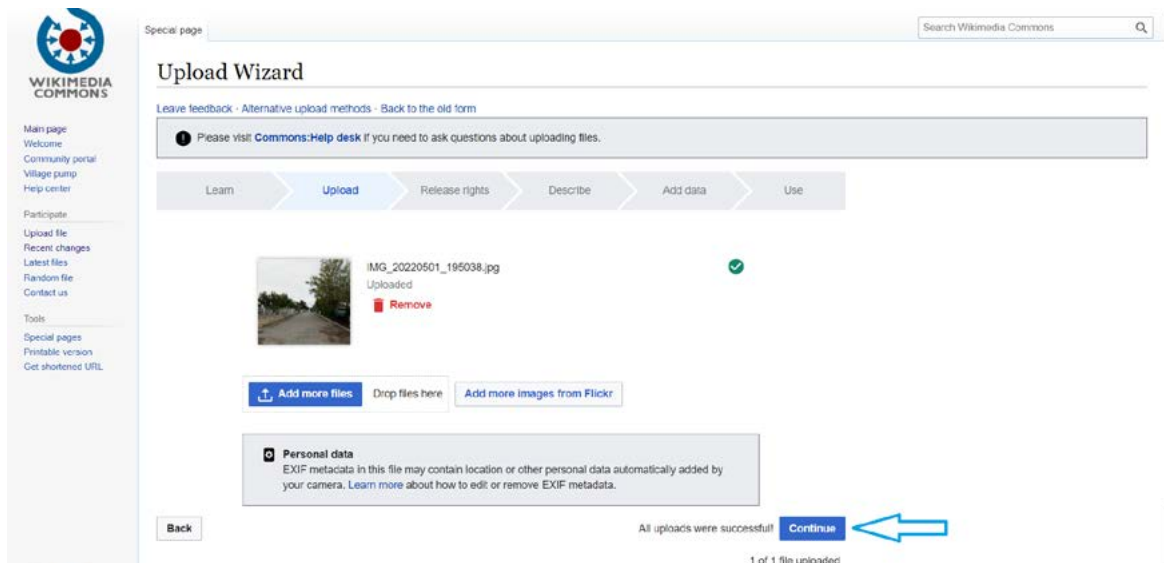 WIKIMEDIA
COMMONS
Main page
Welcome
Community portal
Village pump
Help center
Participate
Upload file
Recent changes
Latest files
Random file
Contact us
Tools
Special pages
Printable version
Get shortened URL
Special page
Search Wikimedia Commons
Upload Wizard
Leave feedback · Alternative upload methods · Back to the old form
Please visit Commons:Help desk if you need to ask questions about uploading files.
Learn Upload Release rights Describe Add data Use
IMG_20220501_195038.jpg
Uploaded
Remove
Add more files Drop files here Add more images from Flickr
Personal data
EXIF metadata in this file may contain location or other personal data automatically added by
your camera. Learn more about how to edit or remove EXIF metadata.
Back All uploads were successful! Continue
1 of 1 file uploaded